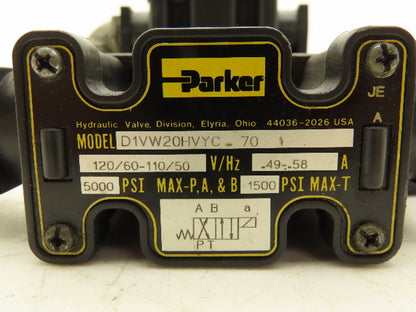 Parker
Hydraulic Valve, Division, Elyria, Ohio 44036-2026 USA
JE
A
MODEL D1VW20HVYC 70
120/60-110/50 V/Hz .49-.58 A
5000 PSI MAX-P,A, & B 1500 PSI MAX-T
A B a
P T